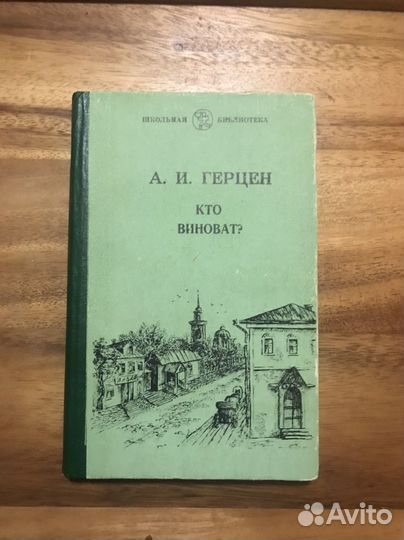 ШКОЛЬНАЯ БИБЛИОТЕКА
А. И. ГЕРЦЕН
КТО
ВИНОВАТ?
Avito